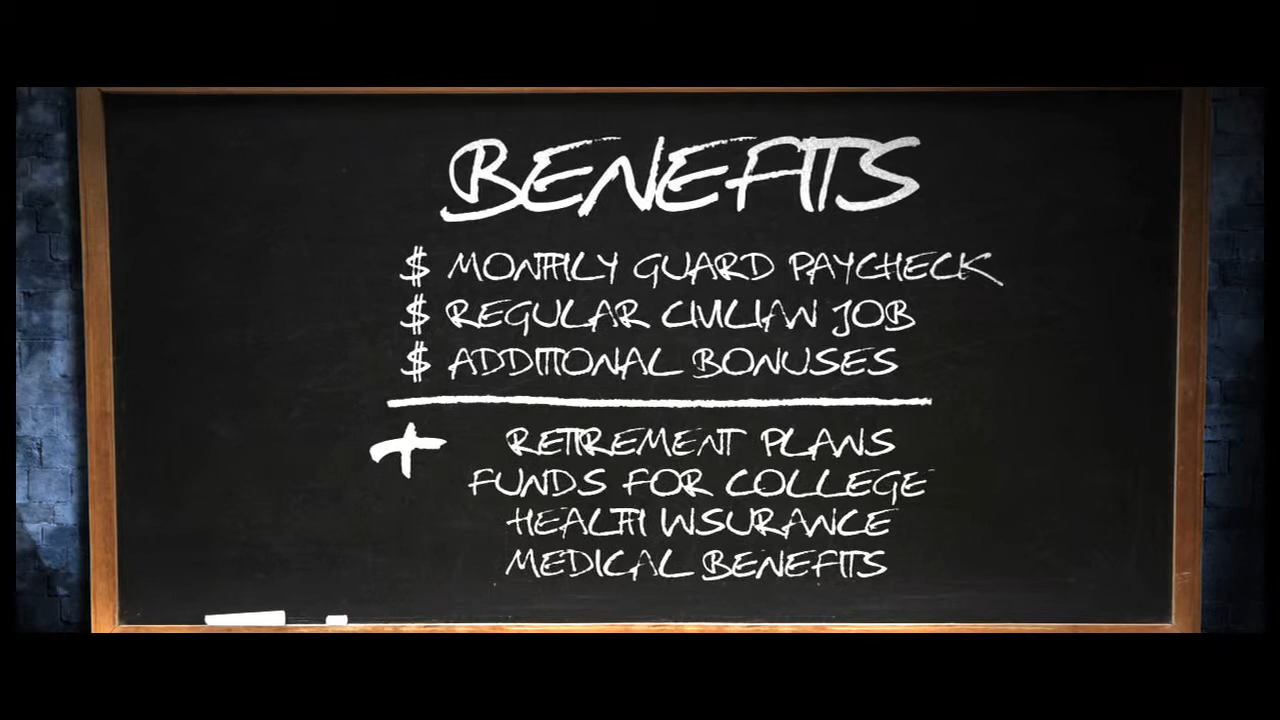 BENEFITS
$ MONTHLY GUARD PAYCHECK
$ REGULAR CIVILIAN JOB
$ ADDITIONAL BONUSES
+ RETIREMENT PLANS
FUNDS FOR COLLEGE
HEALTH INSURANCE
MEDICAL BENEFITS